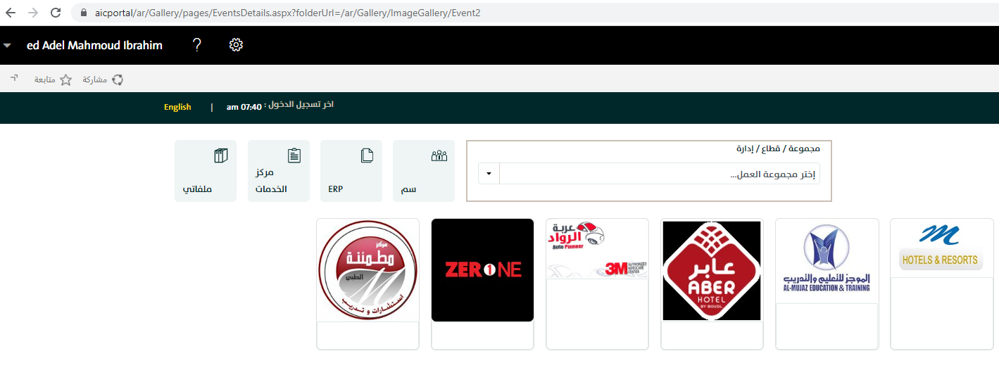 aicportal/ar/Gallery/pages/EventsDetails.aspx?folderUrl=/ar/Gallery/ImageGallery/Event2
ed Adel Mahmoud Ibrahim ?
مشاركة متابعة
اخر تسجيل الدخول : 07:40 am | English
مجموعة / قطاع / إدارة
إختر مجموعة العمل...
سم
ERP
مركز
الخدمات
ملفاتي
M
HOTELS & RESORTS
الموجز للتعليم والتدريب
AL-MUJAZ EDUCATION & TRAINING
عابر
ABER
HOTEL
BY BOUDL
عربة
الرواد
Auto Pioneer
3M AUTHORIZED
AUTOCARE
CENTER
ZER1NE
مركز
مطمئنة
الطبي
استشارات و تدريب